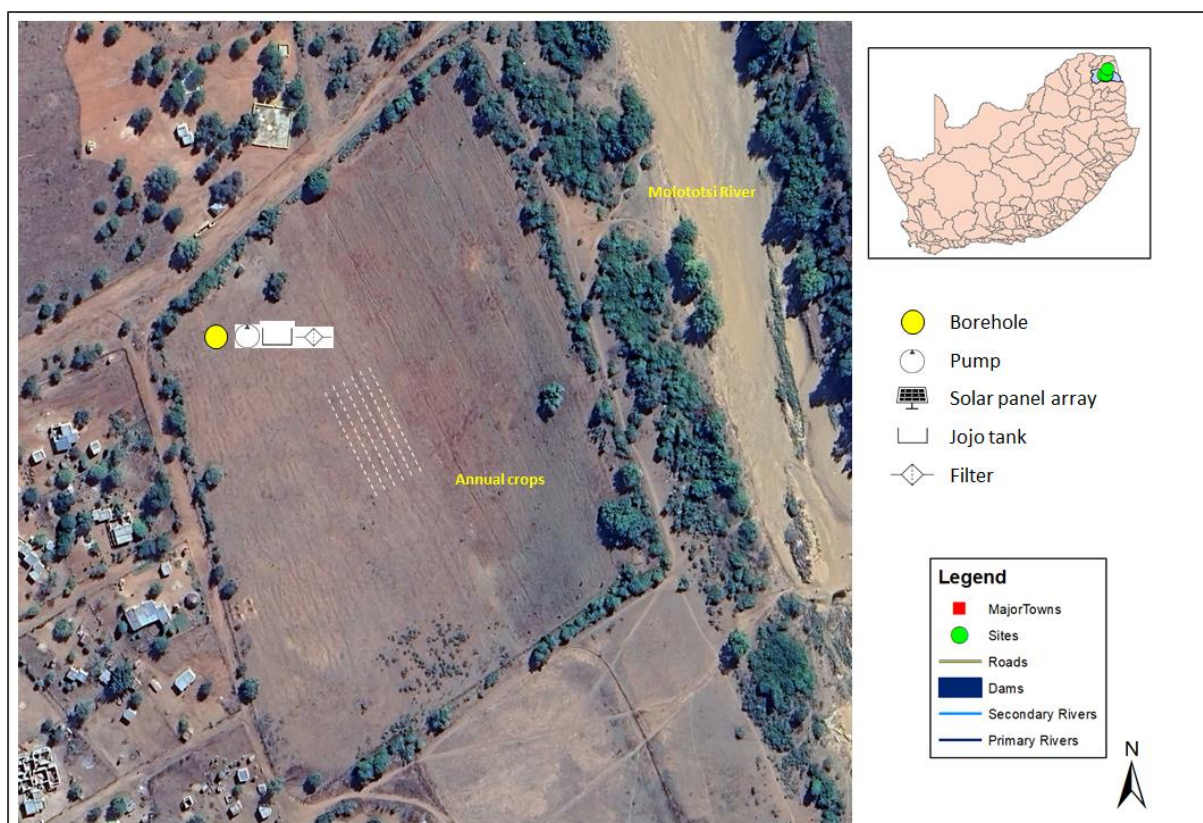 Molototsi River
Annual crops
Borehole
Pump
Solar panel array
Jojo tank
Filter
Legend
MajorTowns
Sites
Roads
Dams
Secondary Rivers
Primary Rivers
N